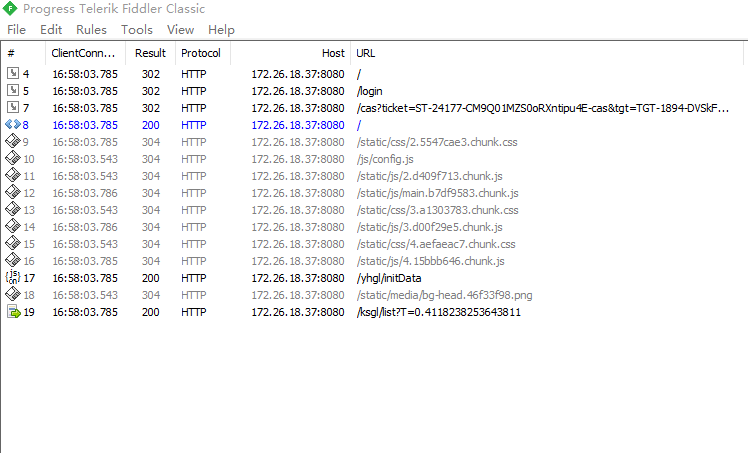 Progress Telerik Fiddler Classic
File Edit Rules Tools View Help
# ClientConn... Result Protocol Host URL
4 16:58:03.785 302 HTTP 172.26.18.37:8080 /
5 16:58:03.785 302 HTTP 172.26.18.37:8080 /login
7 16:58:03.785 302 HTTP 172.26.18.37:8080 /cas?ticket=ST-24177-CM9Q01MZS0oRXntipu4E-cas&tgt=TGT-1894-DVSkF...
8 16:58:03.785 200 HTTP 172.26.18.37:8080 /
9 16:58:03.785 304 HTTP 172.26.18.37:8080 /static/css/2.5547cae3.chunk.css
10 16:58:03.543 304 HTTP 172.26.18.37:8080 /js/config.js
11 16:58:03.543 304 HTTP 172.26.18.37:8080 /static/js/2.d409f713.chunk.js
12 16:58:03.786 304 HTTP 172.26.18.37:8080 /static/js/main.b7df9583.chunk.js
13 16:58:03.543 304 HTTP 172.26.18.37:8080 /static/css/3.a1303783.chunk.css
14 16:58:03.786 304 HTTP 172.26.18.37:8080 /static/js/3.d00f29e5.chunk.js
15 16:58:03.543 304 HTTP 172.26.18.37:8080 /static/css/4.aefaeac7.chunk.css
16 16:58:03.785 304 HTTP 172.26.18.37:8080 /static/js/4.15bbb646.chunk.js
17 16:58:03.785 200 HTTP 172.26.18.37:8080 /yhgl/initData
18 16:58:03.543 304 HTTP 172.26.18.37:8080 /static/media/bg-head.46f33f98.png
19 16:58:03.785 200 HTTP 172.26.18.37:8080 /ksgl/list?T=0.4118238253643811